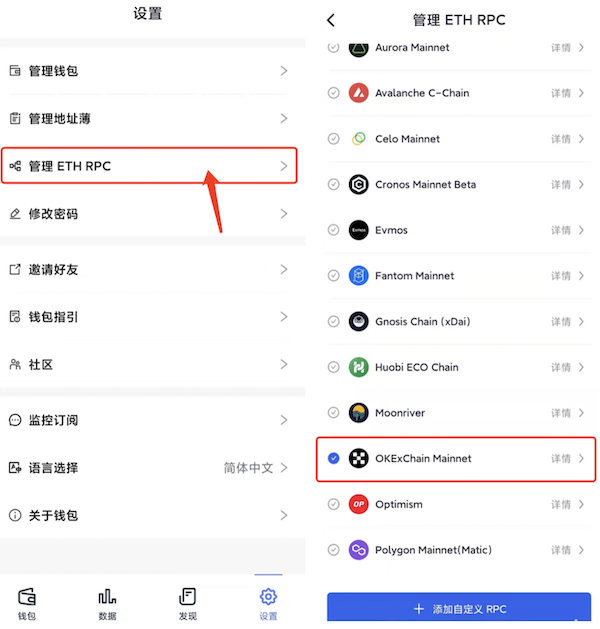 设置
管理钱包
管理地址薄
管理 ETH RPC
修改密码
邀请好友
钱包指引
社区
监控订阅
语言选择 简体中文
关于钱包
钱包 数据 发现 设置
管理 ETH RPC
Aurora Mainnet 详情
Avalanche C-Chain 详情
Celo Mainnet 详情
Cronos Mainnet Beta 详情
Evmos Evmos 详情
Fantom Mainnet 详情
Gnosis Chain (xDai) 详情
Huobi ECO Chain 详情
Moonriver 详情
OKExChain Mainnet 详情
OP Optimism 详情
Polygon Mainnet(Matic) 详情
+ 添加自定义 RPC